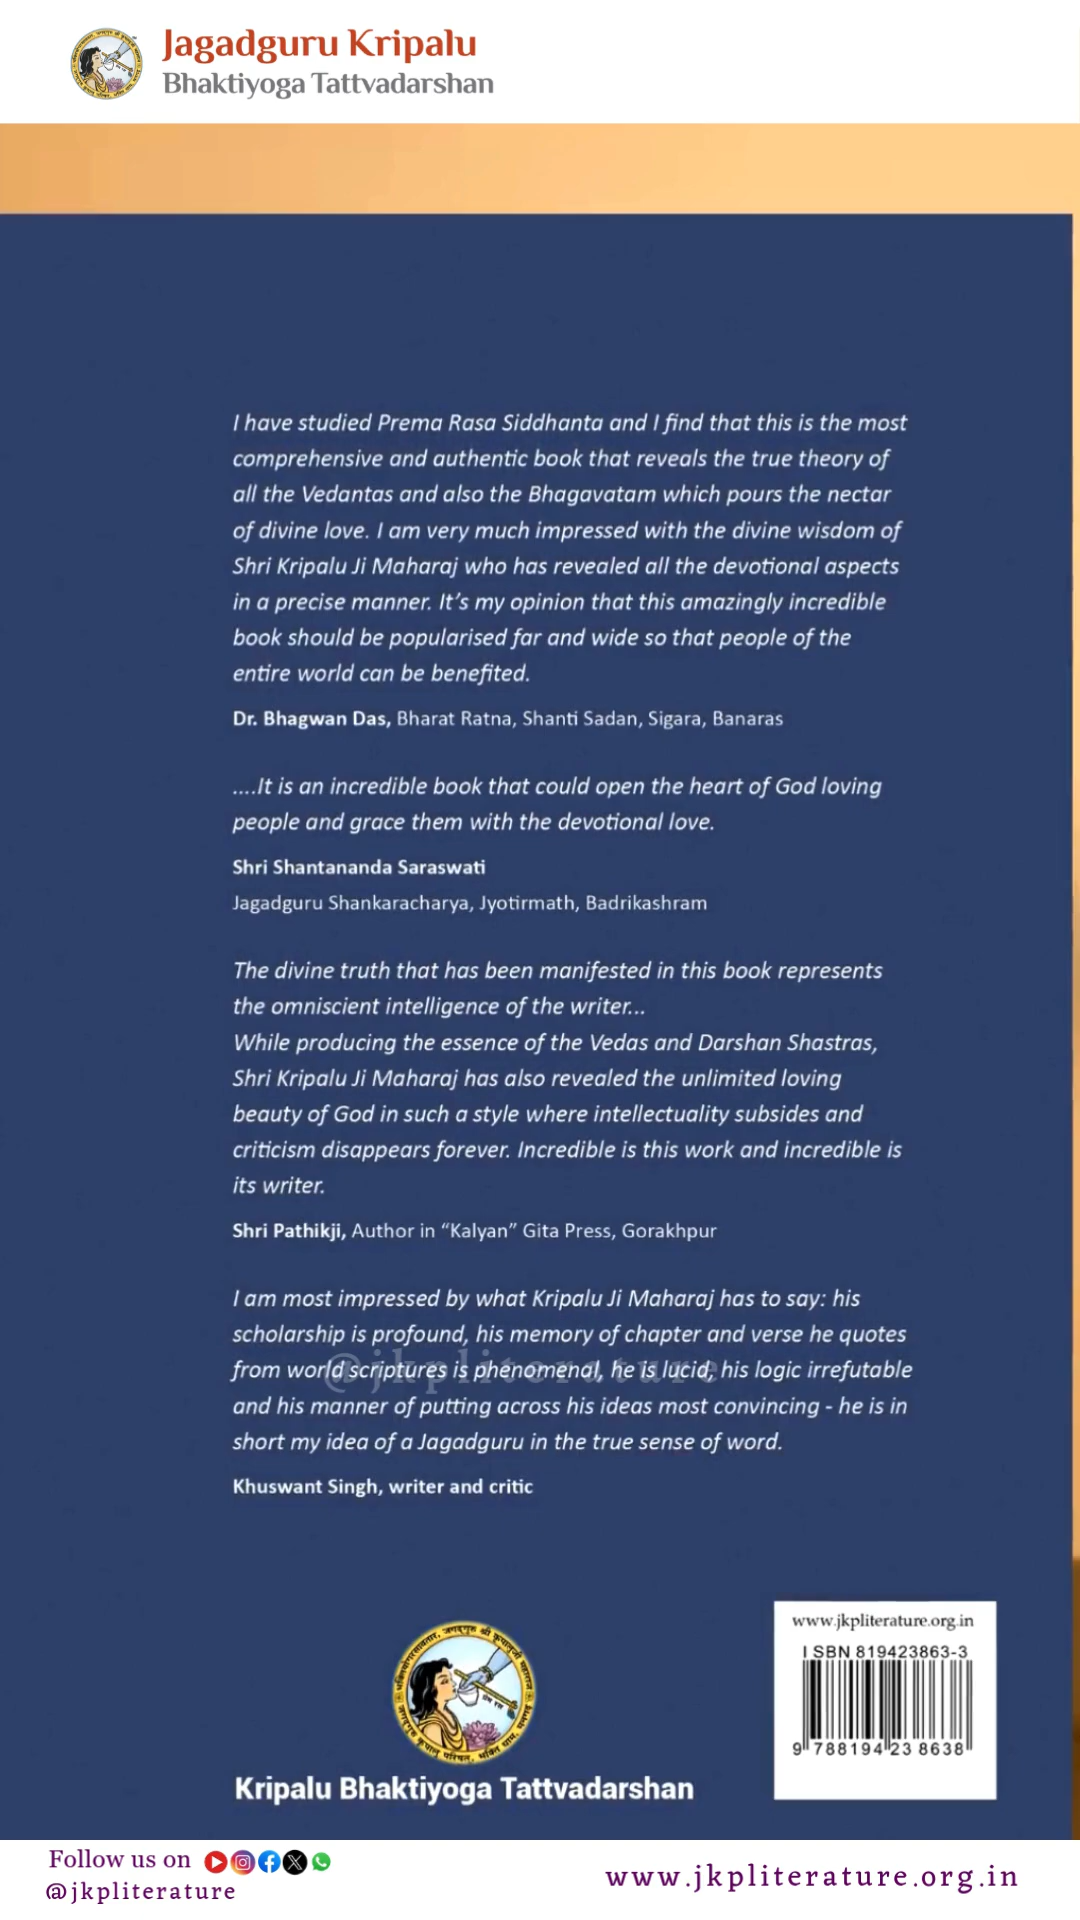 Jagadguru Kripalu
Bhaktiyoga Tattvadarshan
I have studied Prema Rasa Siddhanta and I find that this is the most
comprehensive and authentic book that reveals the true theory of
all the Vedantas and also the Bhagavatam which pours the nectar
of divine love. I am very much impressed with the divine wisdom of
Shri Kripalu Ji Maharaj who has revealed all the devotional aspects
in a precise manner. It’s my opinion that this amazingly incredible
book should be popularised far and wide so that people of the
entire world can be benefited.
Dr. Bhagwan Das, Bharat Ratna, Shanti Sadan, Sigara, Banaras
....It is an incredible book that could open the heart of God loving
people and grace them with the devotional love.
Shri Shantananda Saraswati
Jagadguru Shankaracharya, Jyotirmath, Badrikashram
The divine truth that has been manifested in this book represents
the omniscient intelligence of the writer...
While producing the essence of the Vedas and Darshan Shastras,
Shri Kripalu Ji Maharaj has also revealed the unlimited loving
beauty of God in such a style where intellectuality subsides and
criticism disappears forever. Incredible is this work and incredible is
its writer.
Shri Pathikji, Author in “Kalyan” Gita Press, Gorakhpur
I am most impressed by what Kripalu Ji Maharaj has to say: his
scholarship is profound, his memory of chapter and verse he quotes
from world scriptures is phenomenal, he is lucid, his logic irrefutable
@jkpliterature
and his manner of putting across his ideas most convincing - he is in
short my idea of a Jagadguru in the true sense of word.
Khuswant Singh, writer and critic
www.jkpliterature.org.in
ISBN 819423863-3
9 788194 23 8638
Kripalu Bhaktiyoga Tattvadarshan
Follow us on
@jkpliterature
www.jkpliterature.org.in